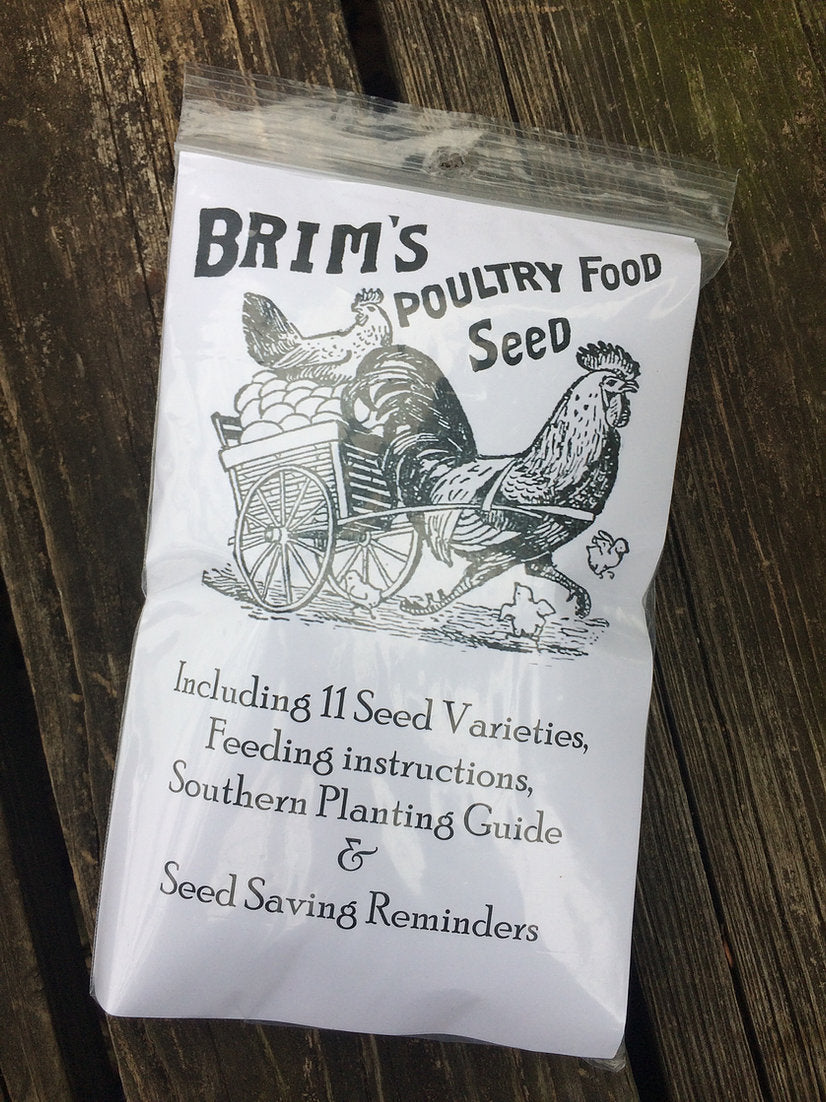 BRIM'S
POULTRY FOOD
SeeD
Including 11 Seed Varieties,
Feeding instructions,
Southern Planting Guide
&
Seed Saving Reminders